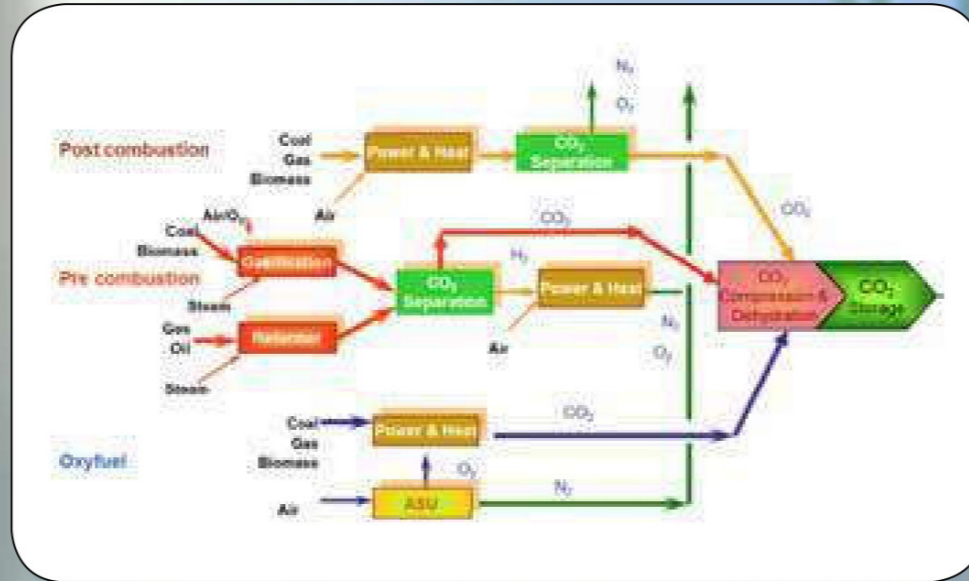 N₂
O₂
Post combustion
Coal
Gas
Biomass
Power & Heat
CO₂
Separation
Air
CO₂
Air/O₂
Coal
Biomass
Gasification
Pre combustion
Steam
CO₂
H₂
CO₂
Separation
Power & Heat
Air
N₂
O₂
CO₂
Compression &
Dehydration
CO₂
Storage
Gas
Oil
Reformer
Steam
Oxyfuel
Coal
Gas
Biomass
Power & Heat
CO₂
O₂
Air
ASU
N₂